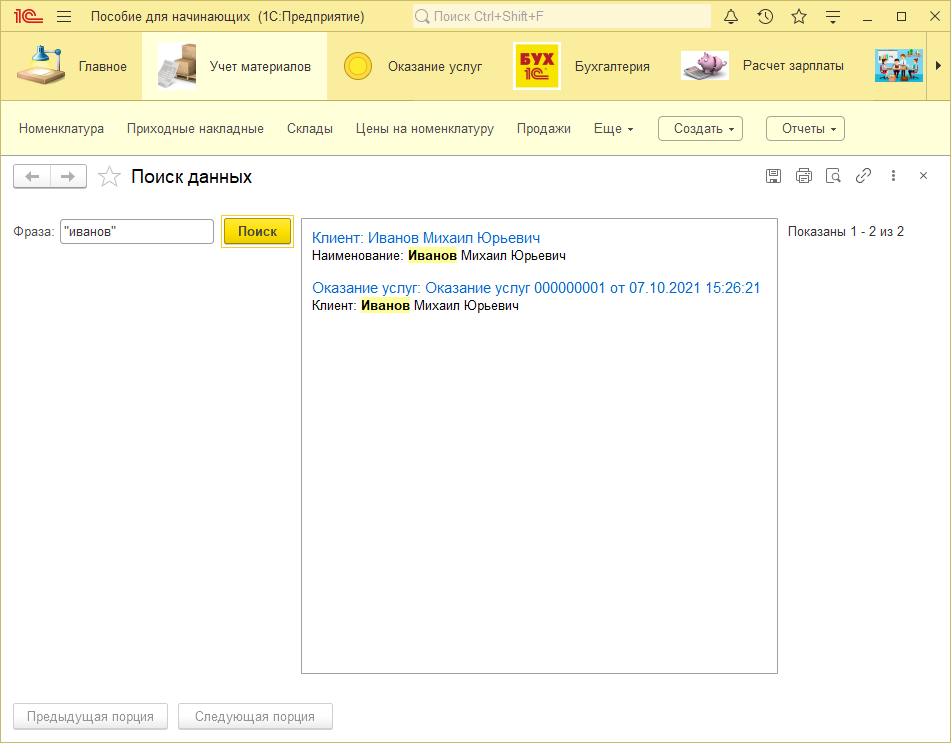 1С Пособие для начинающих (1С:Предприятие) Поиск Ctrl+Shift+F
Главное Учет материалов Оказание услуг БУХ 1С Бухгалтерия Расчет зарплаты
Номенклатура Приходные накладные Склады Цены на номенклатуру Продажи Еще Создать Отчеты
Поиск данных
Фраза: "иванов" Поиск Показаны 1 - 2 из 2
Клиент: Иванов Михаил Юрьевич
Наименование: Иванов Михаил Юрьевич
Оказание услуг: Оказание услуг 000000001 от 07.10.2021 15:26:21
Клиент: Иванов Михаил Юрьевич
Предыдущая порция Следующая порция